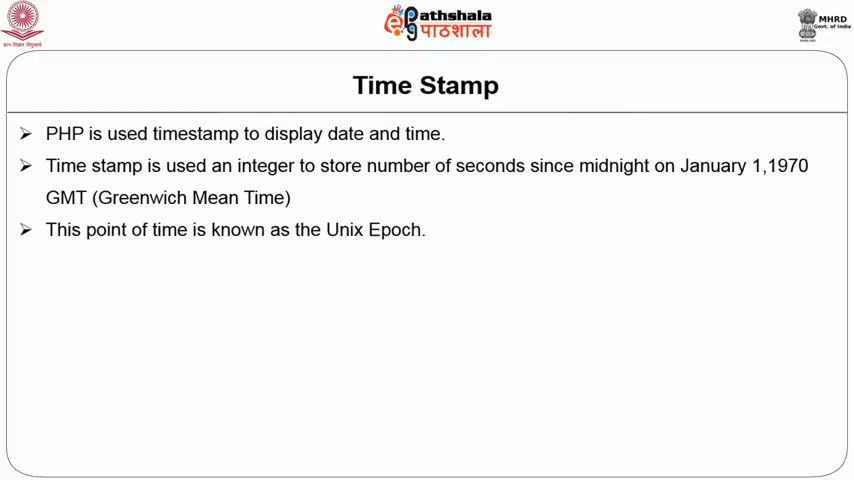 Pathshala
पाठशाला
MHRD
Govt. of India
Time Stamp
➢ PHP is used timestamp to display date and time.
➢ Time stamp is used an integer to store number of seconds since midnight on January 1,1970
GMT (Greenwich Mean Time)
➢ This point of time is known as the Unix Epoch.